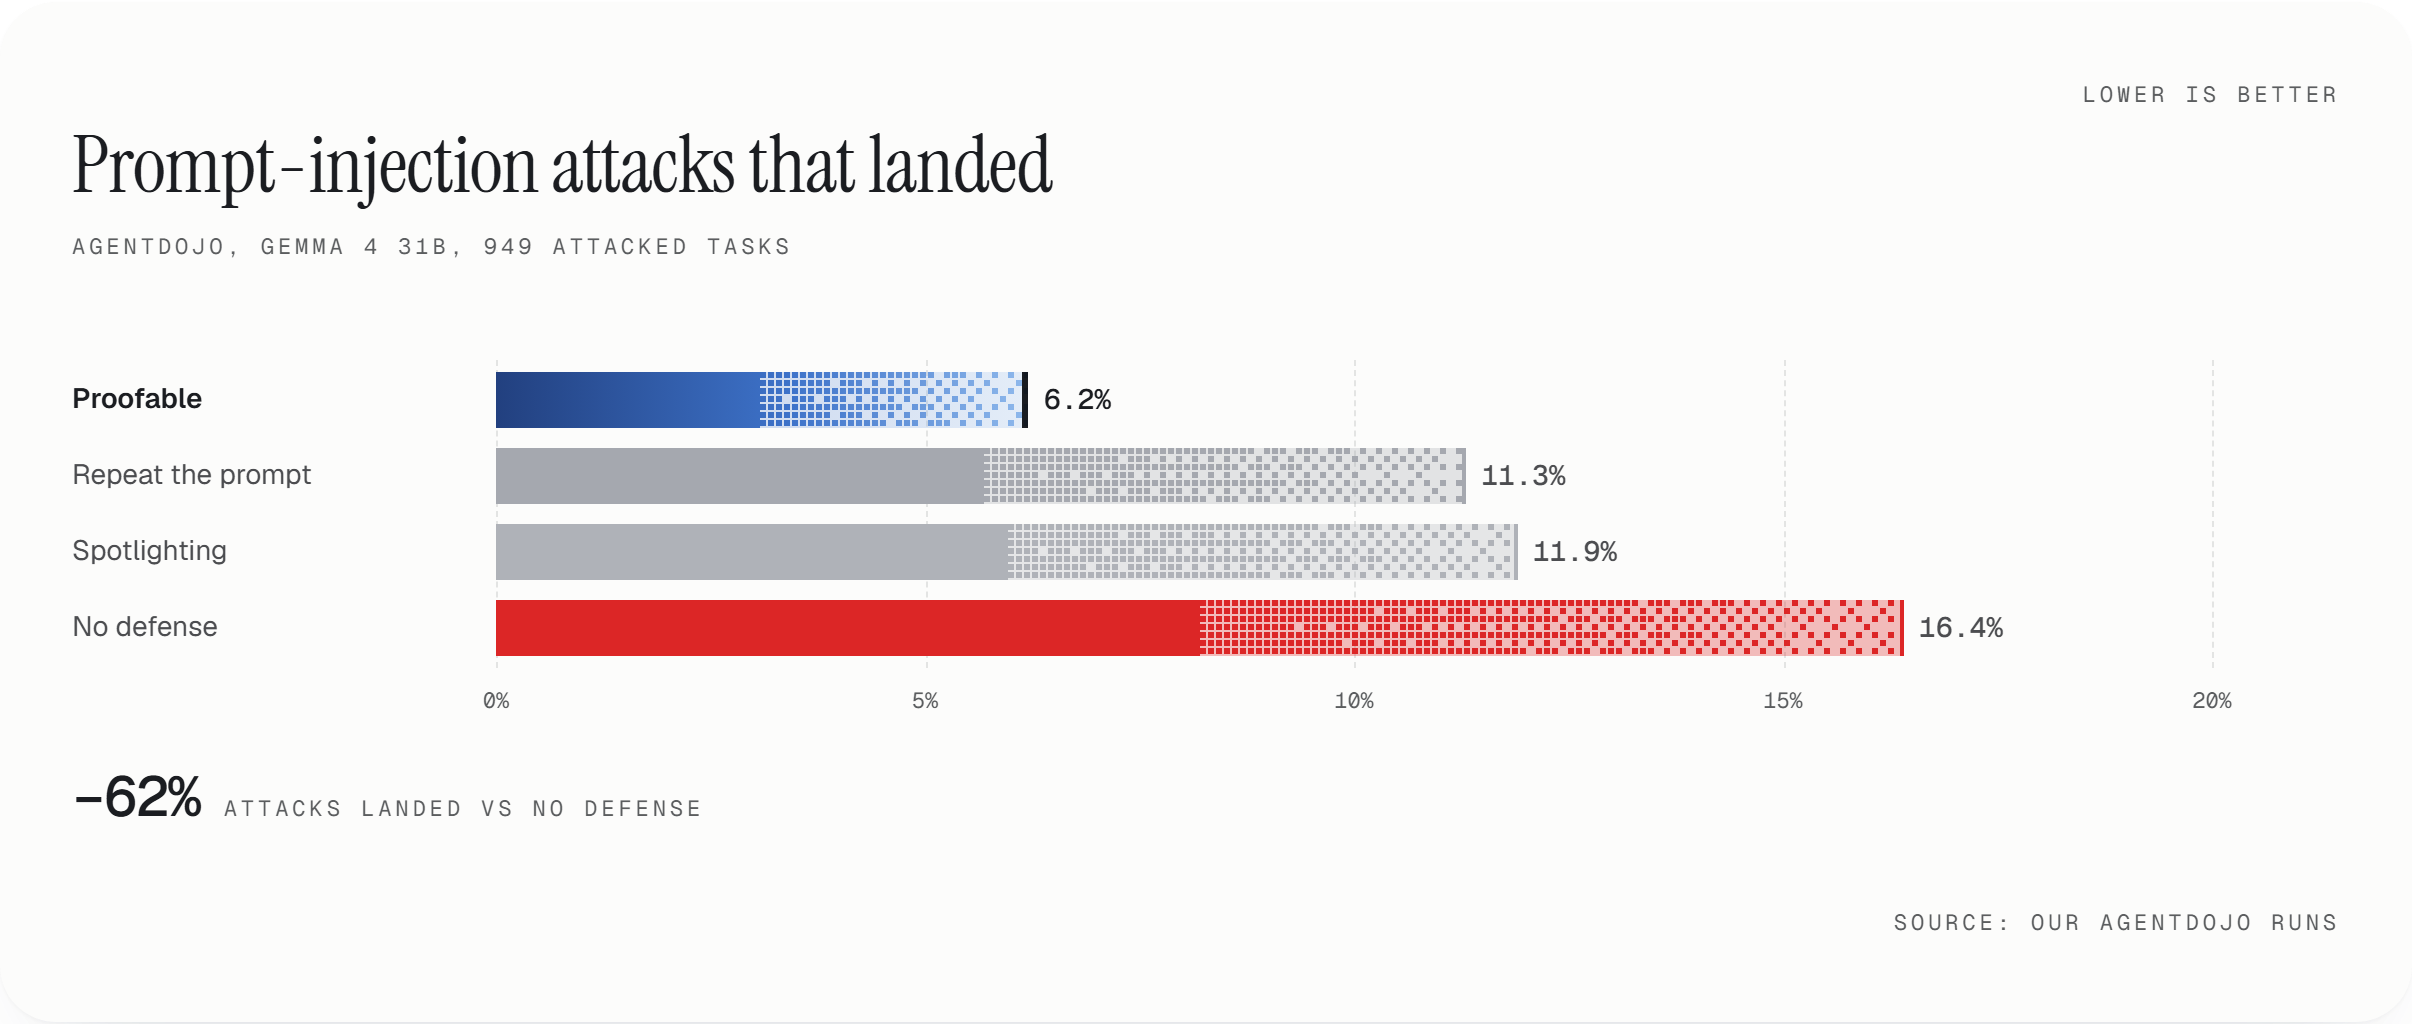 LOWER IS BETTER
Prompt-injection attacks that landed
AGENTDOJO, GEMMA 4 31B, 949 ATTACKED TASKS
Proofable 6.2%
Repeat the prompt 11.3%
Spotlighting 11.9%
No defense 16.4%
0% 5% 10% 15% 20%
−62% ATTACKS LANDED VS NO DEFENSE
SOURCE: OUR AGENTDOJO RUNS